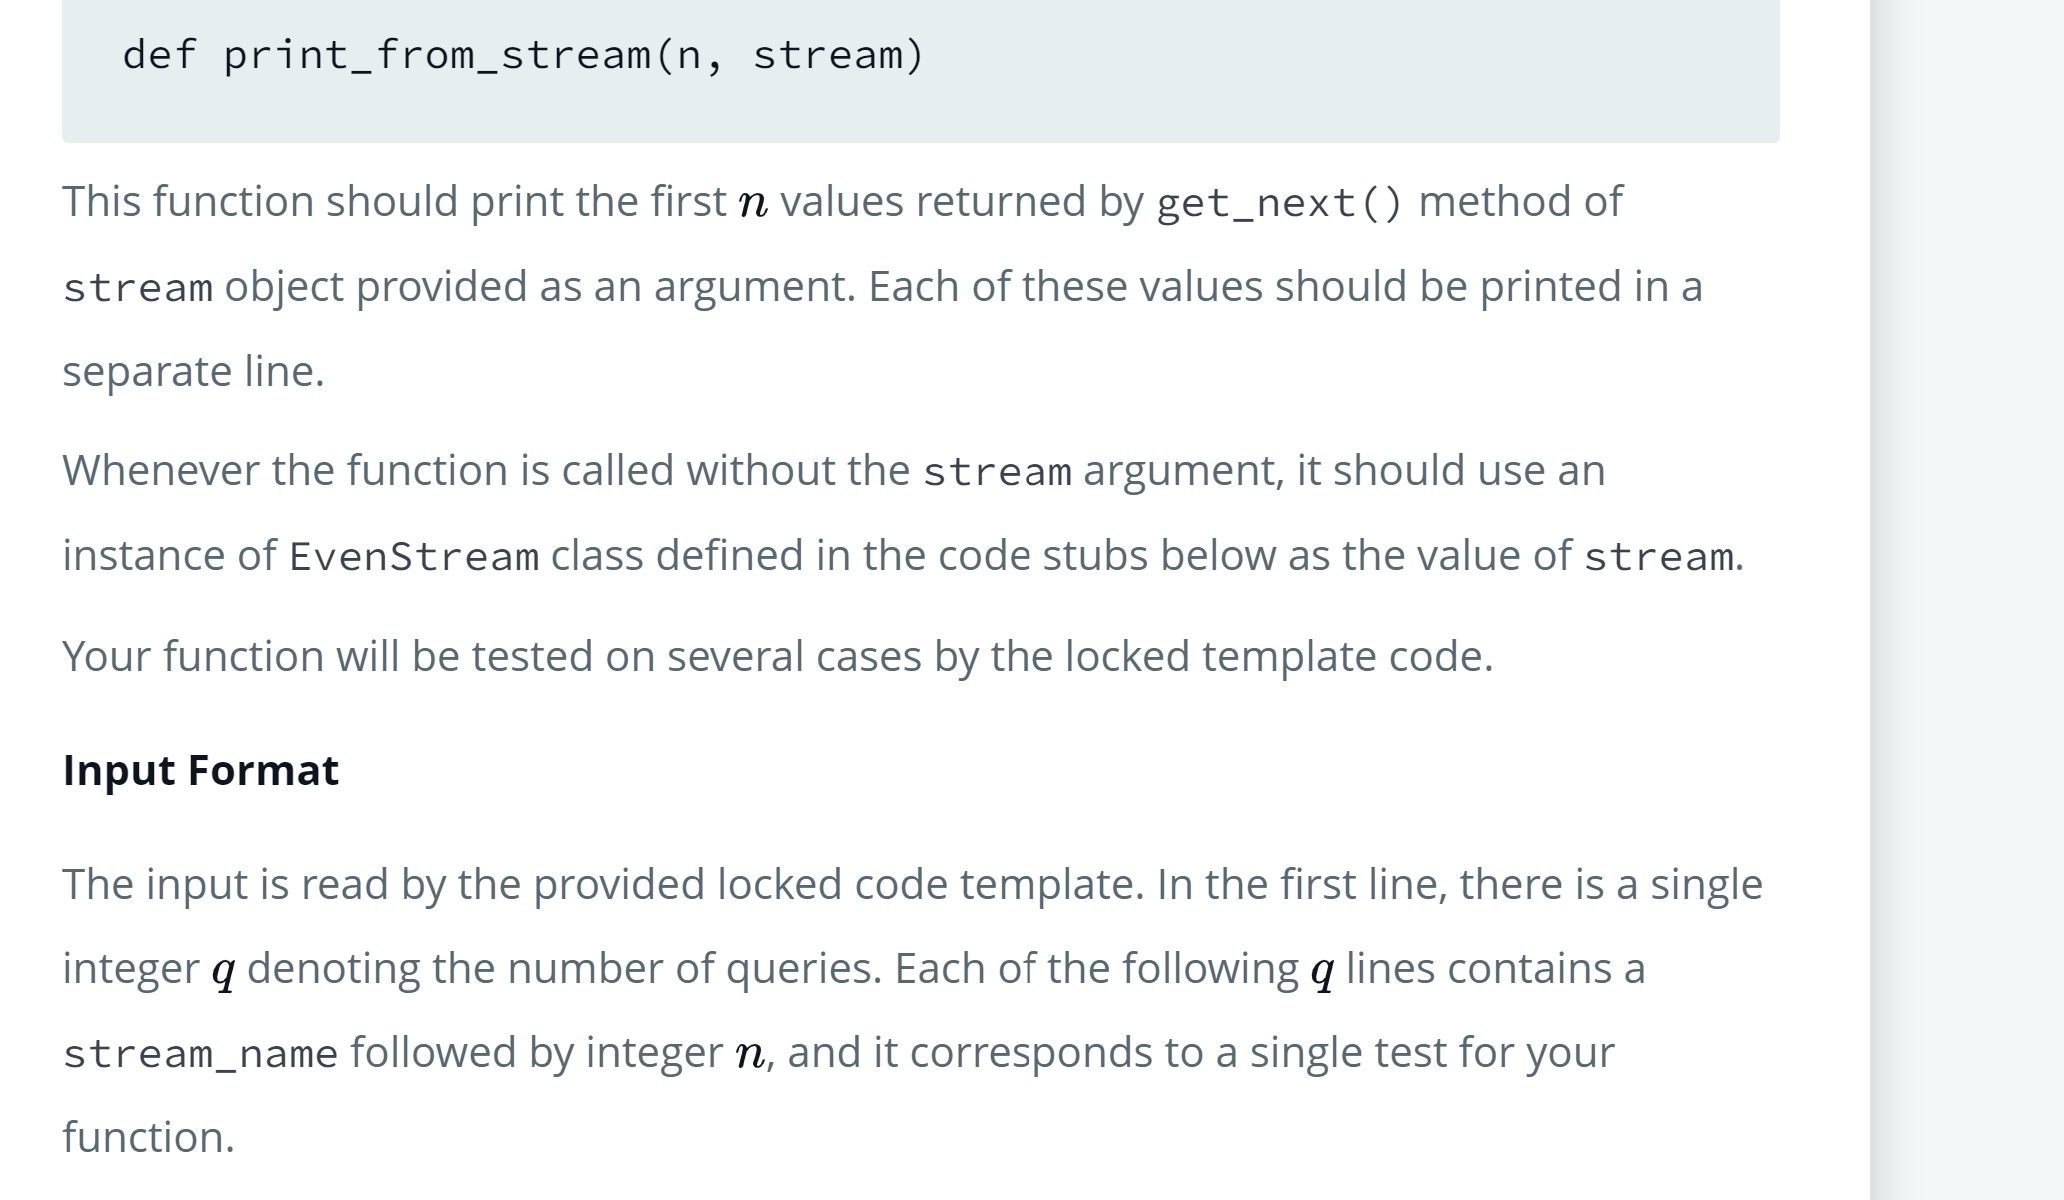 def print_from_stream(n, stream)
This function should print the first n values returned by get_next() method of
stream object provided as an argument. Each of these values should be printed in a
separate line.
Whenever the function is called without the stream argument, it should use an
instance of EvenStream class defined in the code stubs below as the value of stream.
Your function will be tested on several cases by the locked template code.
Input Format
The input is read by the provided locked code template. In the first line, there is a single
integer q denoting the number of queries. Each of the following q lines contains a
stream_name followed by integer n, and it corresponds to a single test for your
function.